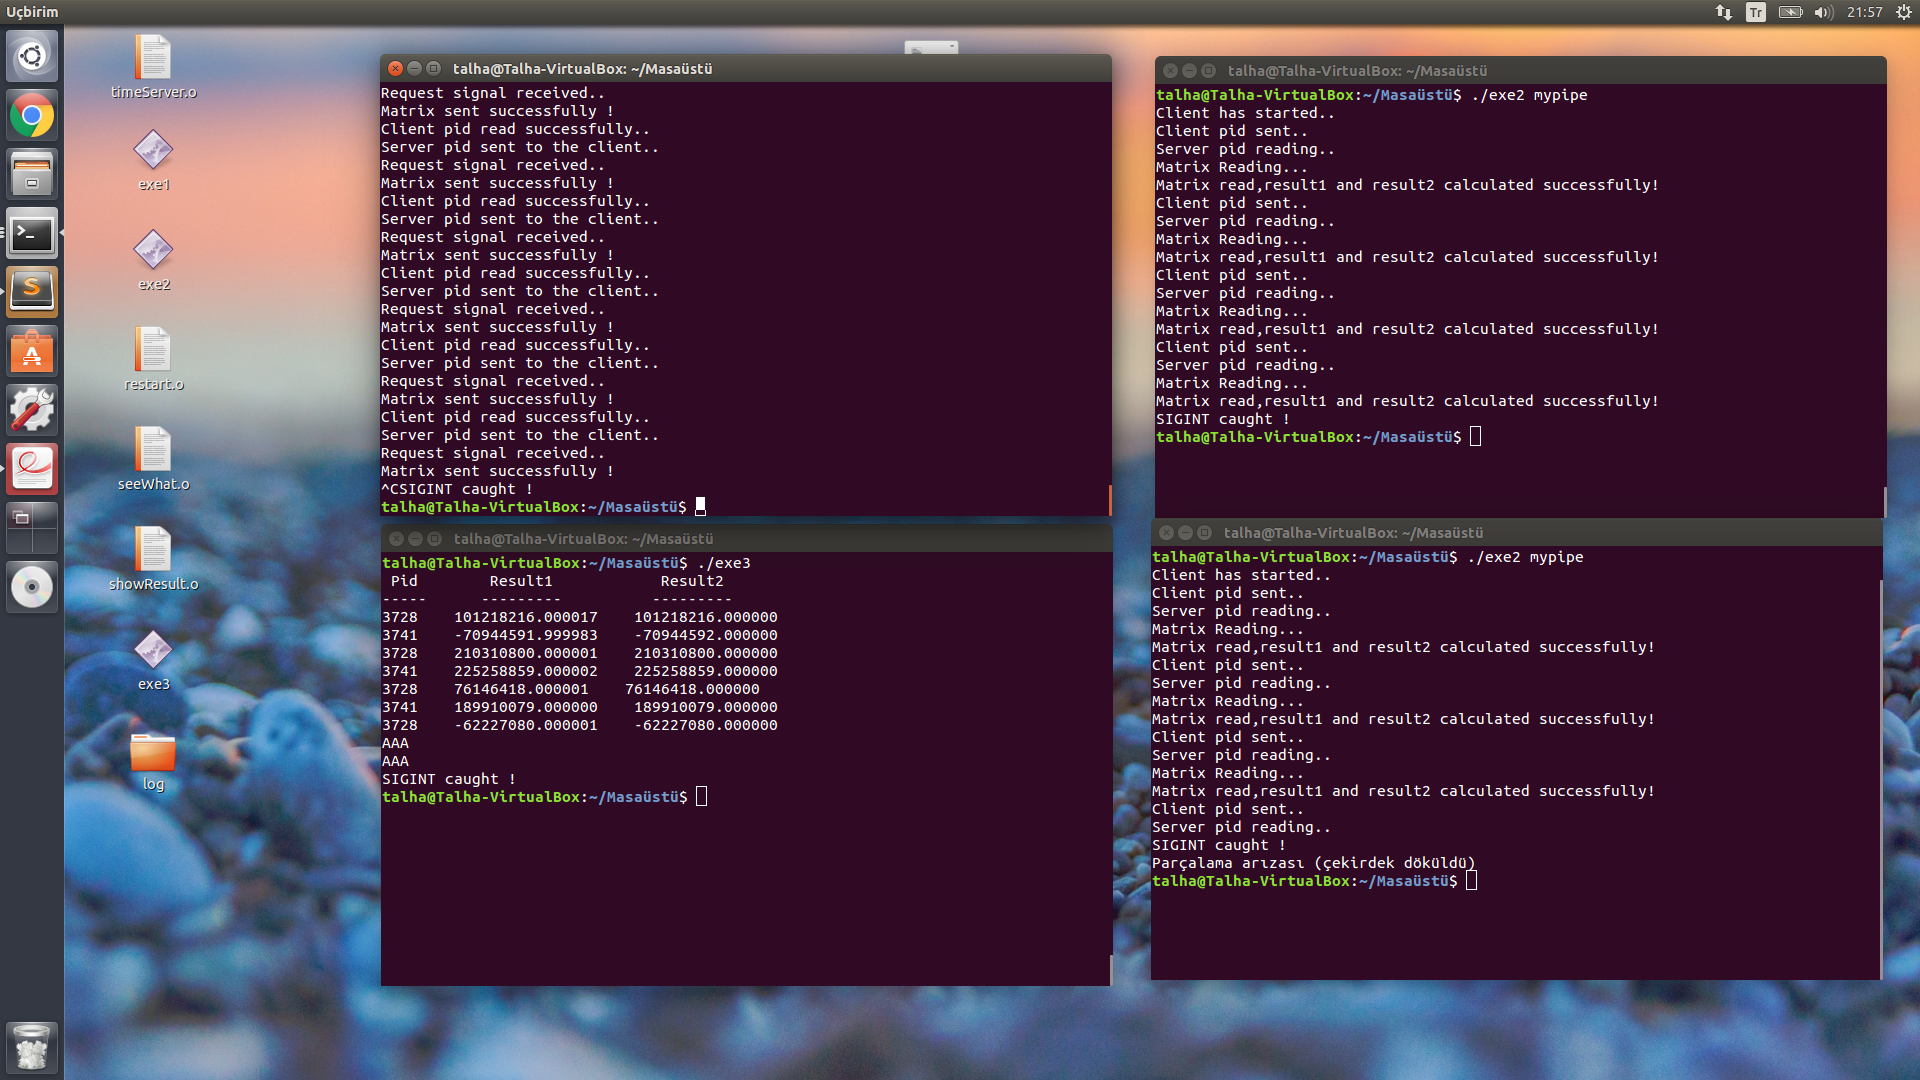 Uçbirim
Tr
21:57
timeServer.o
exe1
exe2
restart.o
seeWhat.o
showResult.o
exe3
log
talha@Talha-VirtualBox: ~/Masaüstü
Request signal received..
Matrix sent successfully !
Client pid read successfully..
Server pid sent to the client..
Request signal received..
Matrix sent successfully !
Client pid read successfully..
Server pid sent to the client..
Request signal received..
Matrix sent successfully !
Client pid read successfully..
Server pid sent to the client..
Request signal received..
Matrix sent successfully !
Client pid read successfully..
Server pid sent to the client..
Request signal received..
Matrix sent successfully !
Client pid read successfully..
Server pid sent to the client..
Request signal received..
Matrix sent successfully !
^CSIGINT caught !
talha@Talha-VirtualBox:~/Masaüstü$
talha@Talha-VirtualBox: ~/Masaüstü
talha@Talha-VirtualBox:~/Masaüstü$ ./exe2 mypipe
Client has started..
Client pid sent..
Server pid reading..
Matrix Reading...
Matrix read,result1 and result2 calculated successfully!
Client pid sent..
Server pid reading..
Matrix Reading...
Matrix read,result1 and result2 calculated successfully!
Client pid sent..
Server pid reading..
Matrix Reading...
Matrix read,result1 and result2 calculated successfully!
Client pid sent..
Server pid reading..
Matrix Reading...
Matrix read,result1 and result2 calculated successfully!
SIGINT caught !
talha@Talha-VirtualBox:~/Masaüstü$
talha@Talha-VirtualBox: ~/Masaüstü
talha@Talha-VirtualBox:~/Masaüstü$ ./exe3
Pid Result1 Result2
----- --------- ---------
3728 101218216.000017 101218216.000000
3741 -70944591.999983 -70944592.000000
3728 210310800.000001 210310800.000000
3741 225258859.000002 225258859.000000
3728 76146418.000001 76146418.000000
3741 189910079.000000 189910079.000000
3728 -62227080.000001 -62227080.000000
AAA
AAA
SIGINT caught !
talha@Talha-VirtualBox:~/Masaüstü$
talha@Talha-VirtualBox: ~/Masaüstü
talha@Talha-VirtualBox:~/Masaüstü$ ./exe2 mypipe
Client has started..
Client pid sent..
Server pid reading..
Matrix Reading...
Matrix read,result1 and result2 calculated successfully!
Client pid sent..
Server pid reading..
Matrix Reading...
Matrix read,result1 and result2 calculated successfully!
Client pid sent..
Server pid reading..
Matrix Reading...
Matrix read,result1 and result2 calculated successfully!
Client pid sent..
Server pid reading..
SIGINT caught !
Parçalama arızası (çekirdek döküldü)
talha@Talha-VirtualBox:~/Masaüstü$